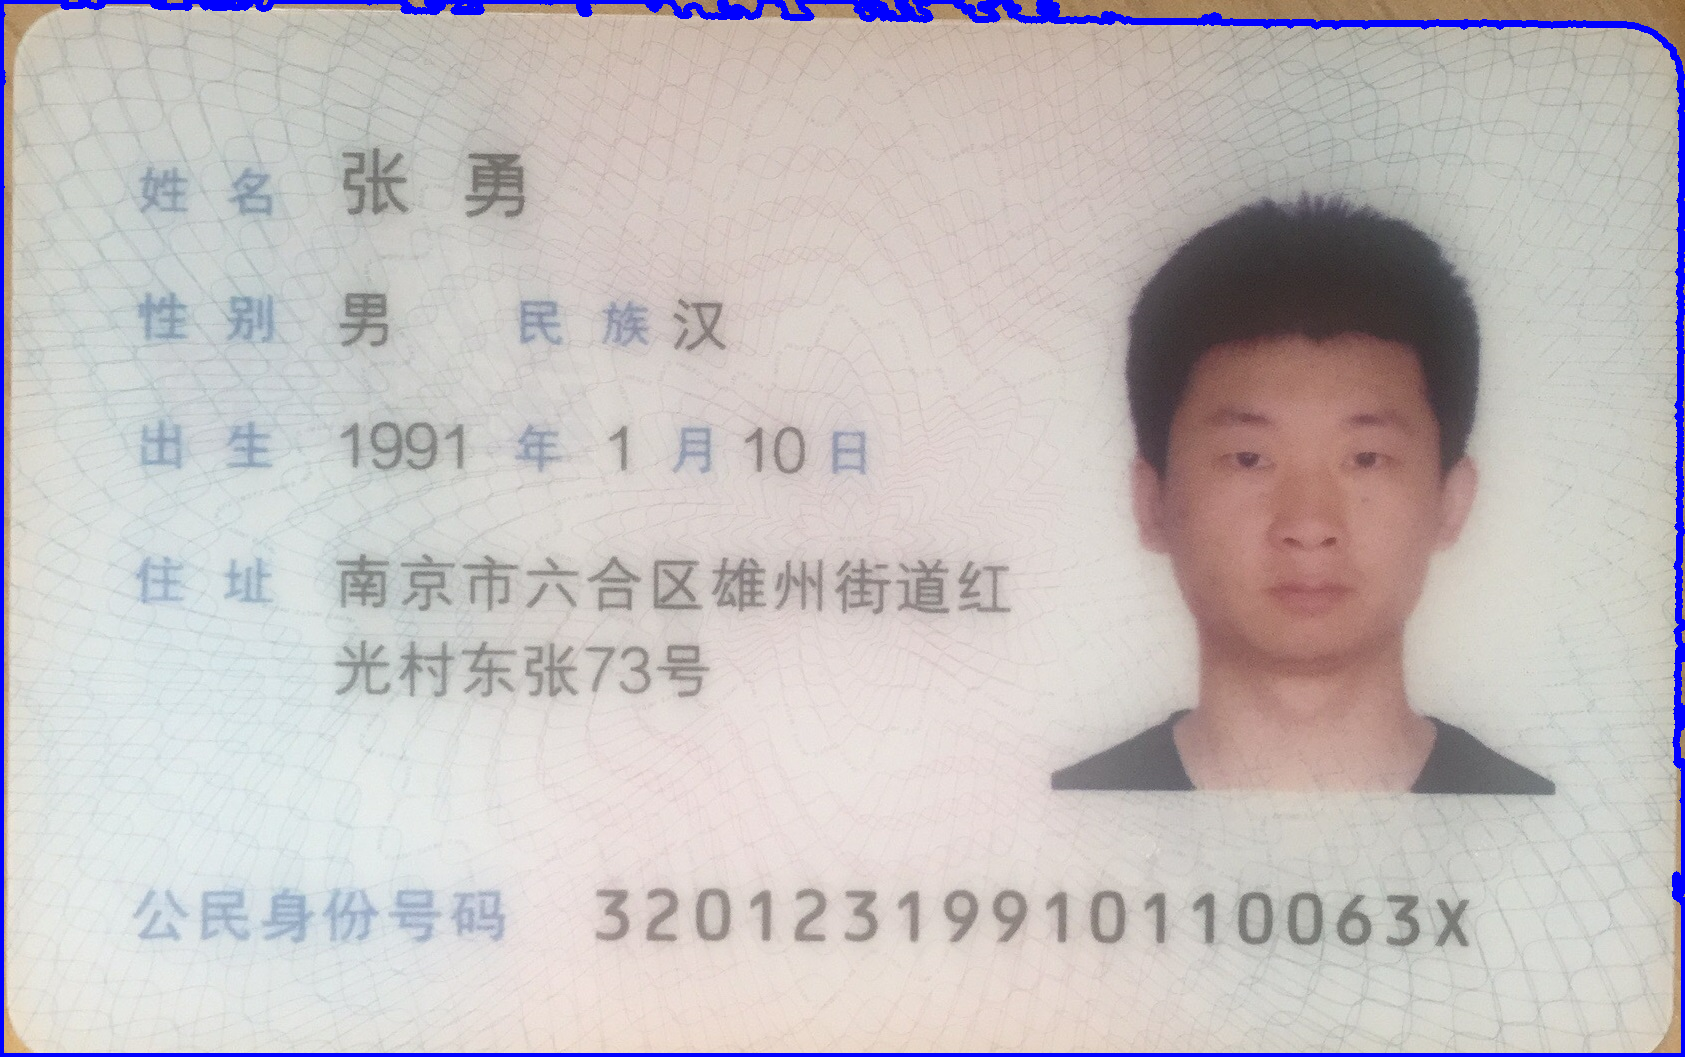 姓名 张勇
性别 男 民族 汉
出生 1991 年 1 月 10 日
住址 南京市六合区雄州街道红
光村东张73号
公民身份号码 32012319910110063X